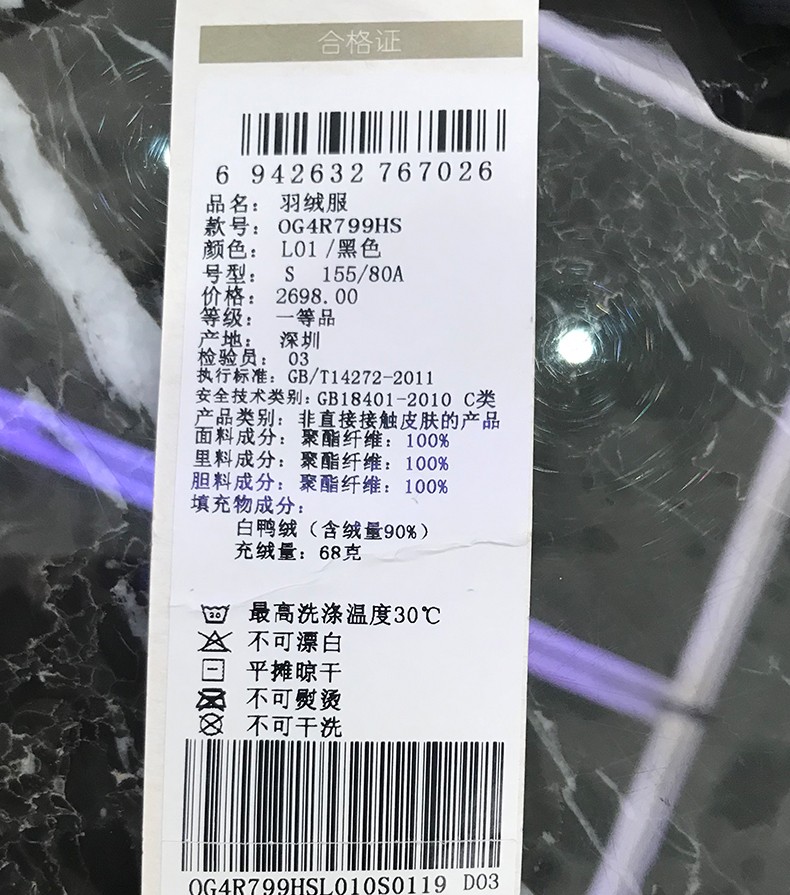 合格证
6 942632 767026
品名： 羽绒服
款号： OG4R799HS
颜色： L01 /黑色
号型： S 155/80A
价格： 2698.00
等级： 一等品
产地： 深圳
检验员： 03
执行标准： GB/T14272-2011
安全技术类别： GB18401-2010 C类
产品类别： 非直接接触皮肤的产品
面料成分： 聚酯纤维： 100%
里料成分： 聚酯纤维： 100%
胆料成分： 聚酯纤维： 100%
填充物成分：
白鸭绒（含绒量90%）
充绒量： 68克
30 最高洗涤温度30℃
不可漂白
平摊晾干
不可熨烫
不可干洗
OG4R799HSL010S0119 D03